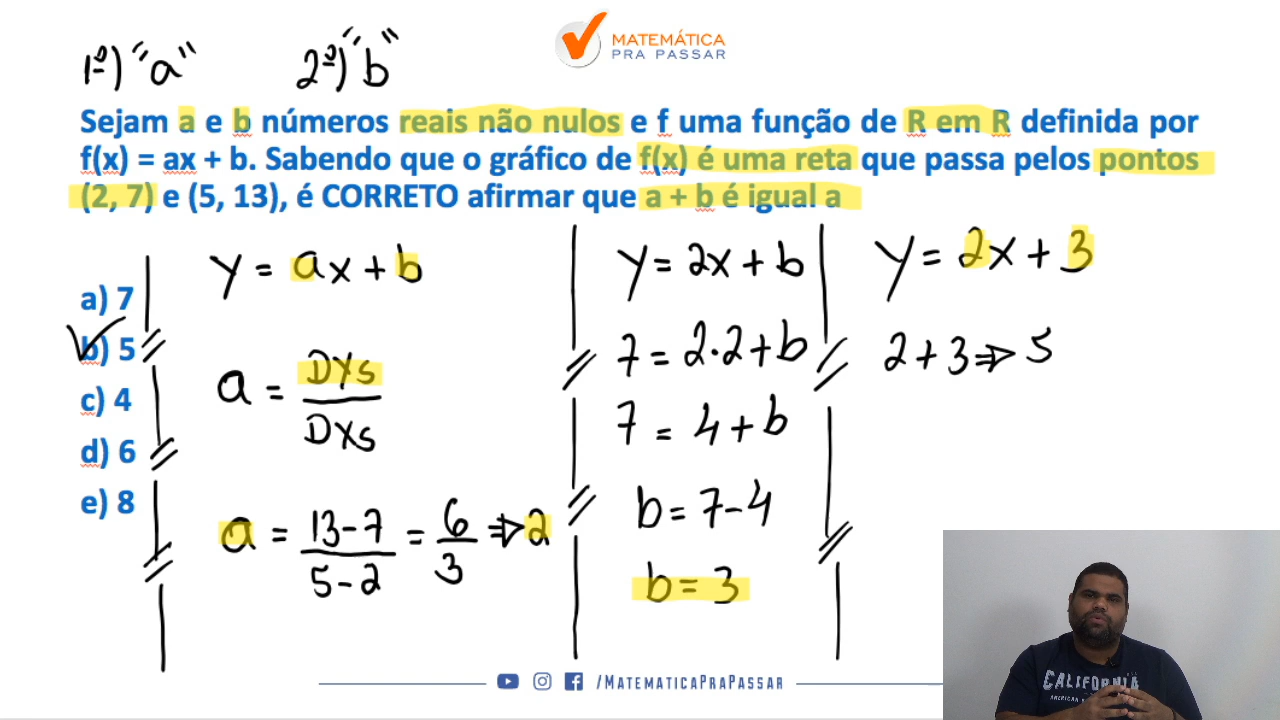 1º) "a" 2º) "b"
MATEMÁTICA
PRA PASSAR
Sejam a e b números reais não nulos e f uma função de R em R definida por
f(x) = ax + b. Sabendo que o gráfico de f(x) é uma reta que passa pelos pontos
(2, 7) e (5, 13), é CORRETO afirmar que a + b é igual a
a) 7
b) 5
c) 4
d) 6
e) 8
y = ax + b
a = DYs / DXs
a = 13-7 / 5-2 = 6 / 3 ⇒ 2
y = 2x + b
7 = 2·2 + b
7 = 4 + b
b = 7 - 4
b = 3
y = 2x + 3
2 + 3 ⇒ 5
/MATEMATICAPRAPASSAR
CALIFORNIA